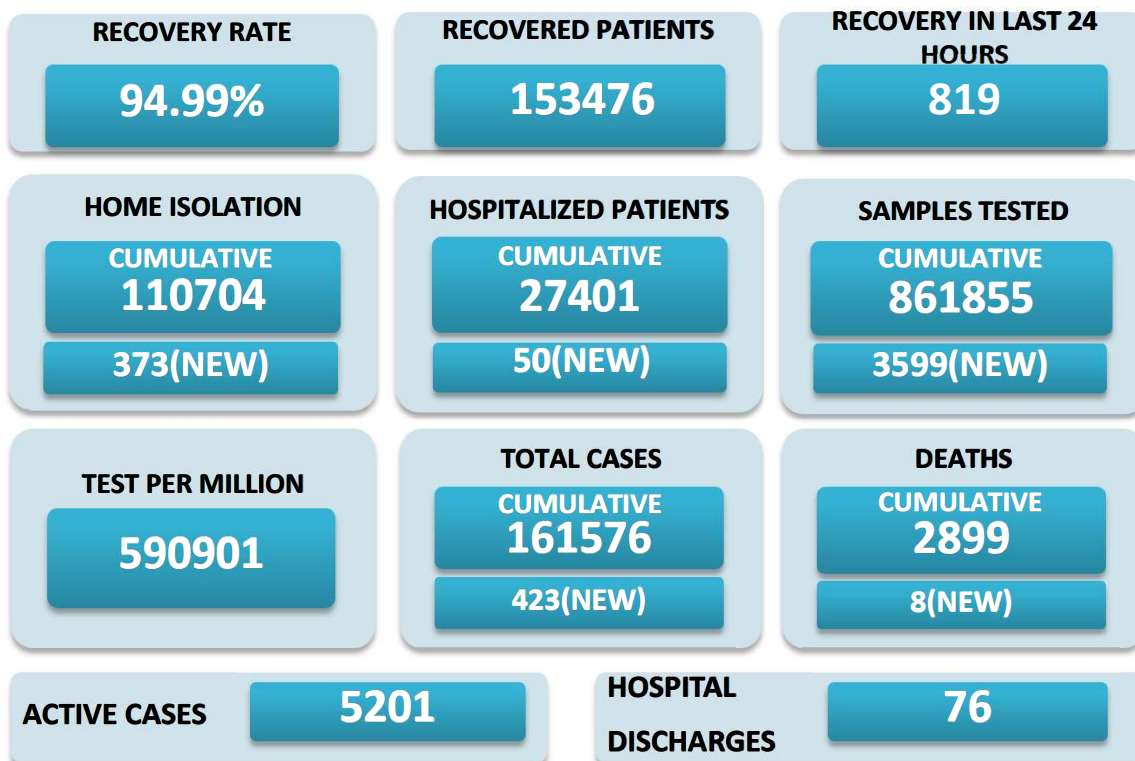 RECOVERY RATE
94.99%
RECOVERED PATIENTS
153476
RECOVERY IN LAST 24
HOURS
819
HOME ISOLATION
CUMULATIVE
110704
373(NEW)
HOSPITALIZED PATIENTS
CUMULATIVE
27401
50(NEW)
SAMPLES TESTED
CUMULATIVE
861855
3599(NEW)
TEST PER MILLION
590901
TOTAL CASES
CUMULATIVE
161576
423(NEW)
DEATHS
CUMULATIVE
2899
8(NEW)
ACTIVE CASES
5201
HOSPITAL
DISCHARGES
76